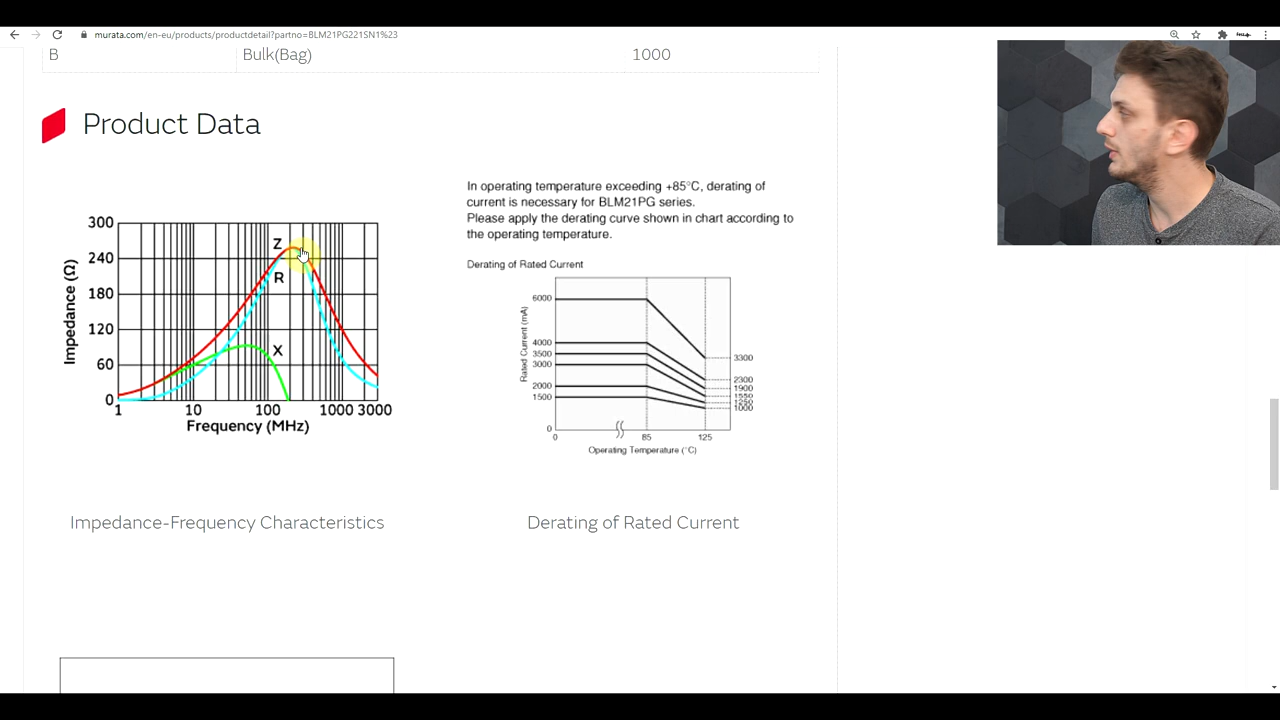 murata.com/en-eu/products/productdetail?partno=BLM21PG221SN1%23
B Bulk(Bag) 1000
Product Data
In operating temperature exceeding +85°C, derating of
current is necessary for BLM21PG series.
Please apply the derating curve shown in chart according to
the operating temperature.
Derating of Rated Current
300
240
180
120
60
0
Impedance (Ω)
Z
R
X
1 10 100 1000 3000
Frequency (MHz)
6000
4000
3500
3000
2000
1500
0
Rated Current (mA)
3300
2300
1900
1550
1250
1000
0 85 125
Operating Temperature (°C)
Impedance-Frequency Characteristics
Derating of Rated Current